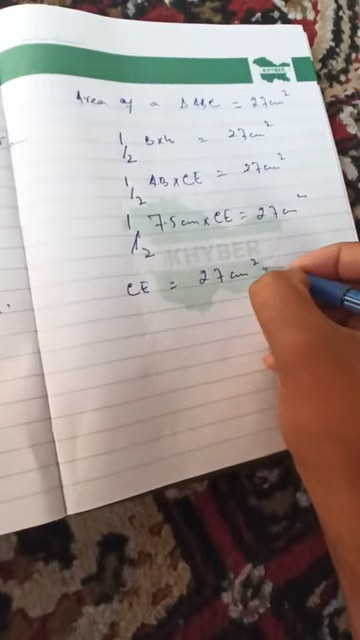 KHYBER
Area of a ΔABC = 27cm²
1/2 B×h = 27cm²
1/2 AB×CE = 27cm²
1/2 7.5cm×CE = 27cm²
KHYBER
CE = 27cm²